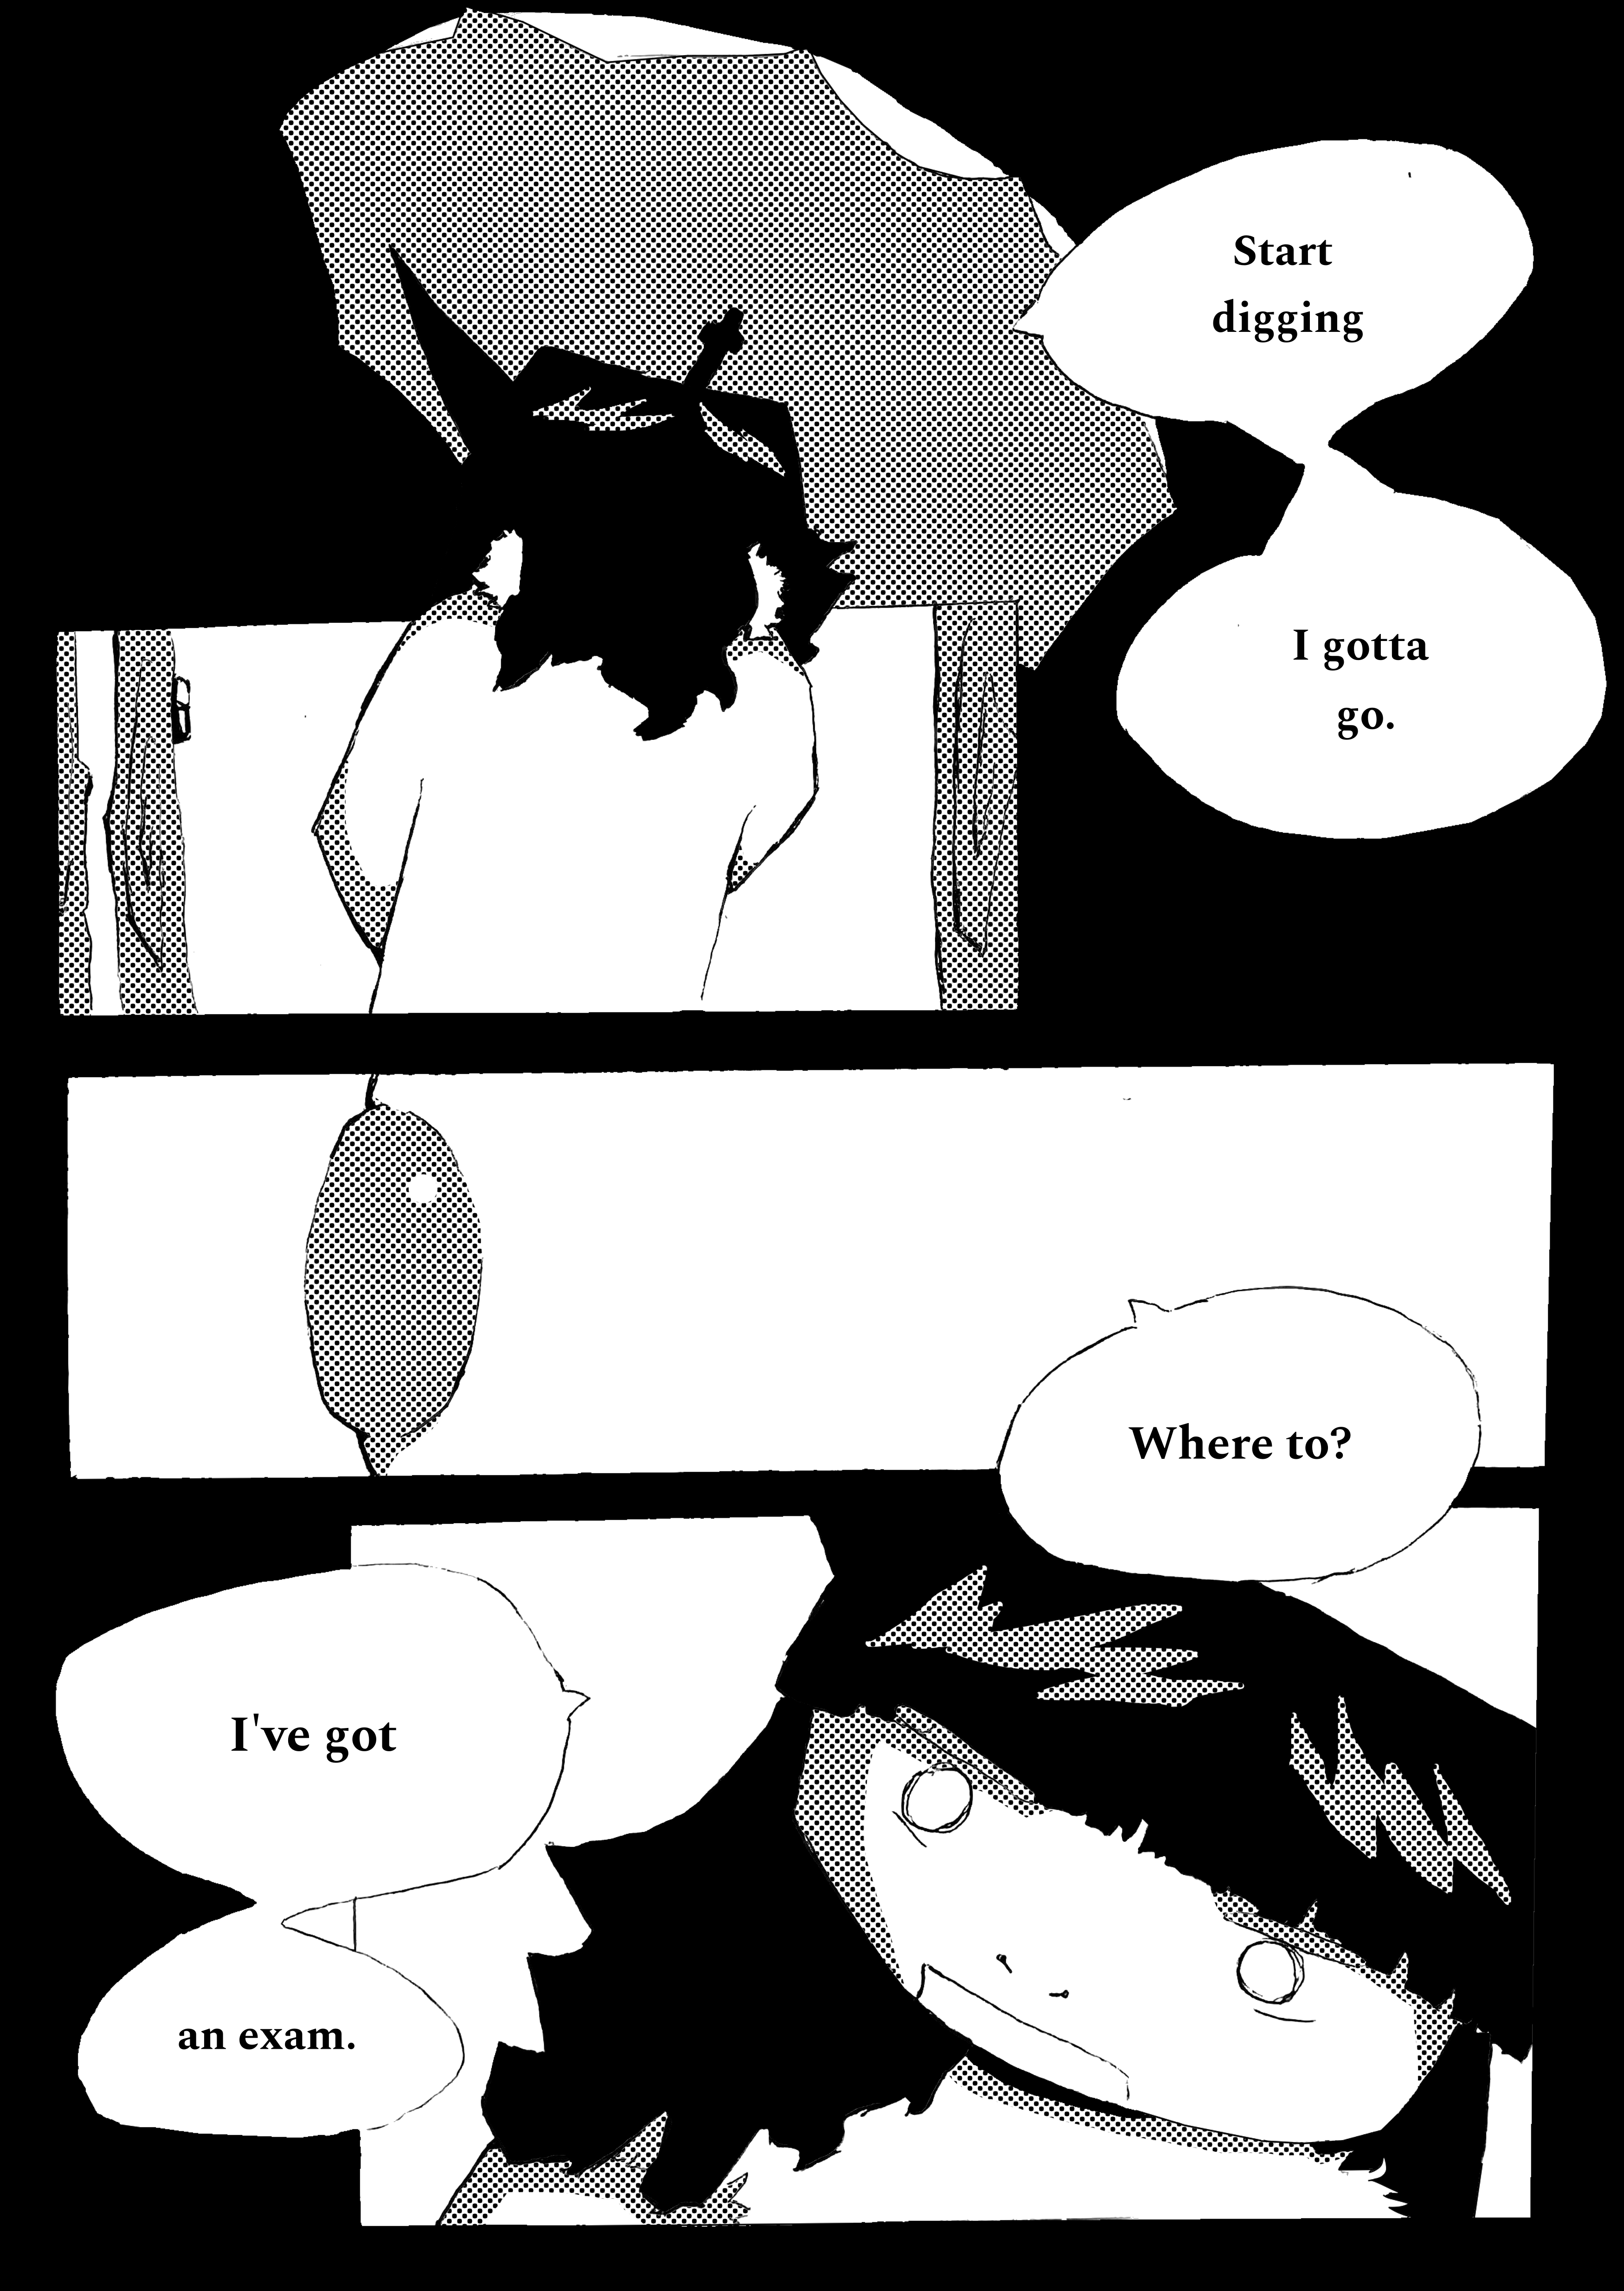 Start
digging
I gotta
go.
Where to?
I've got
an exam.